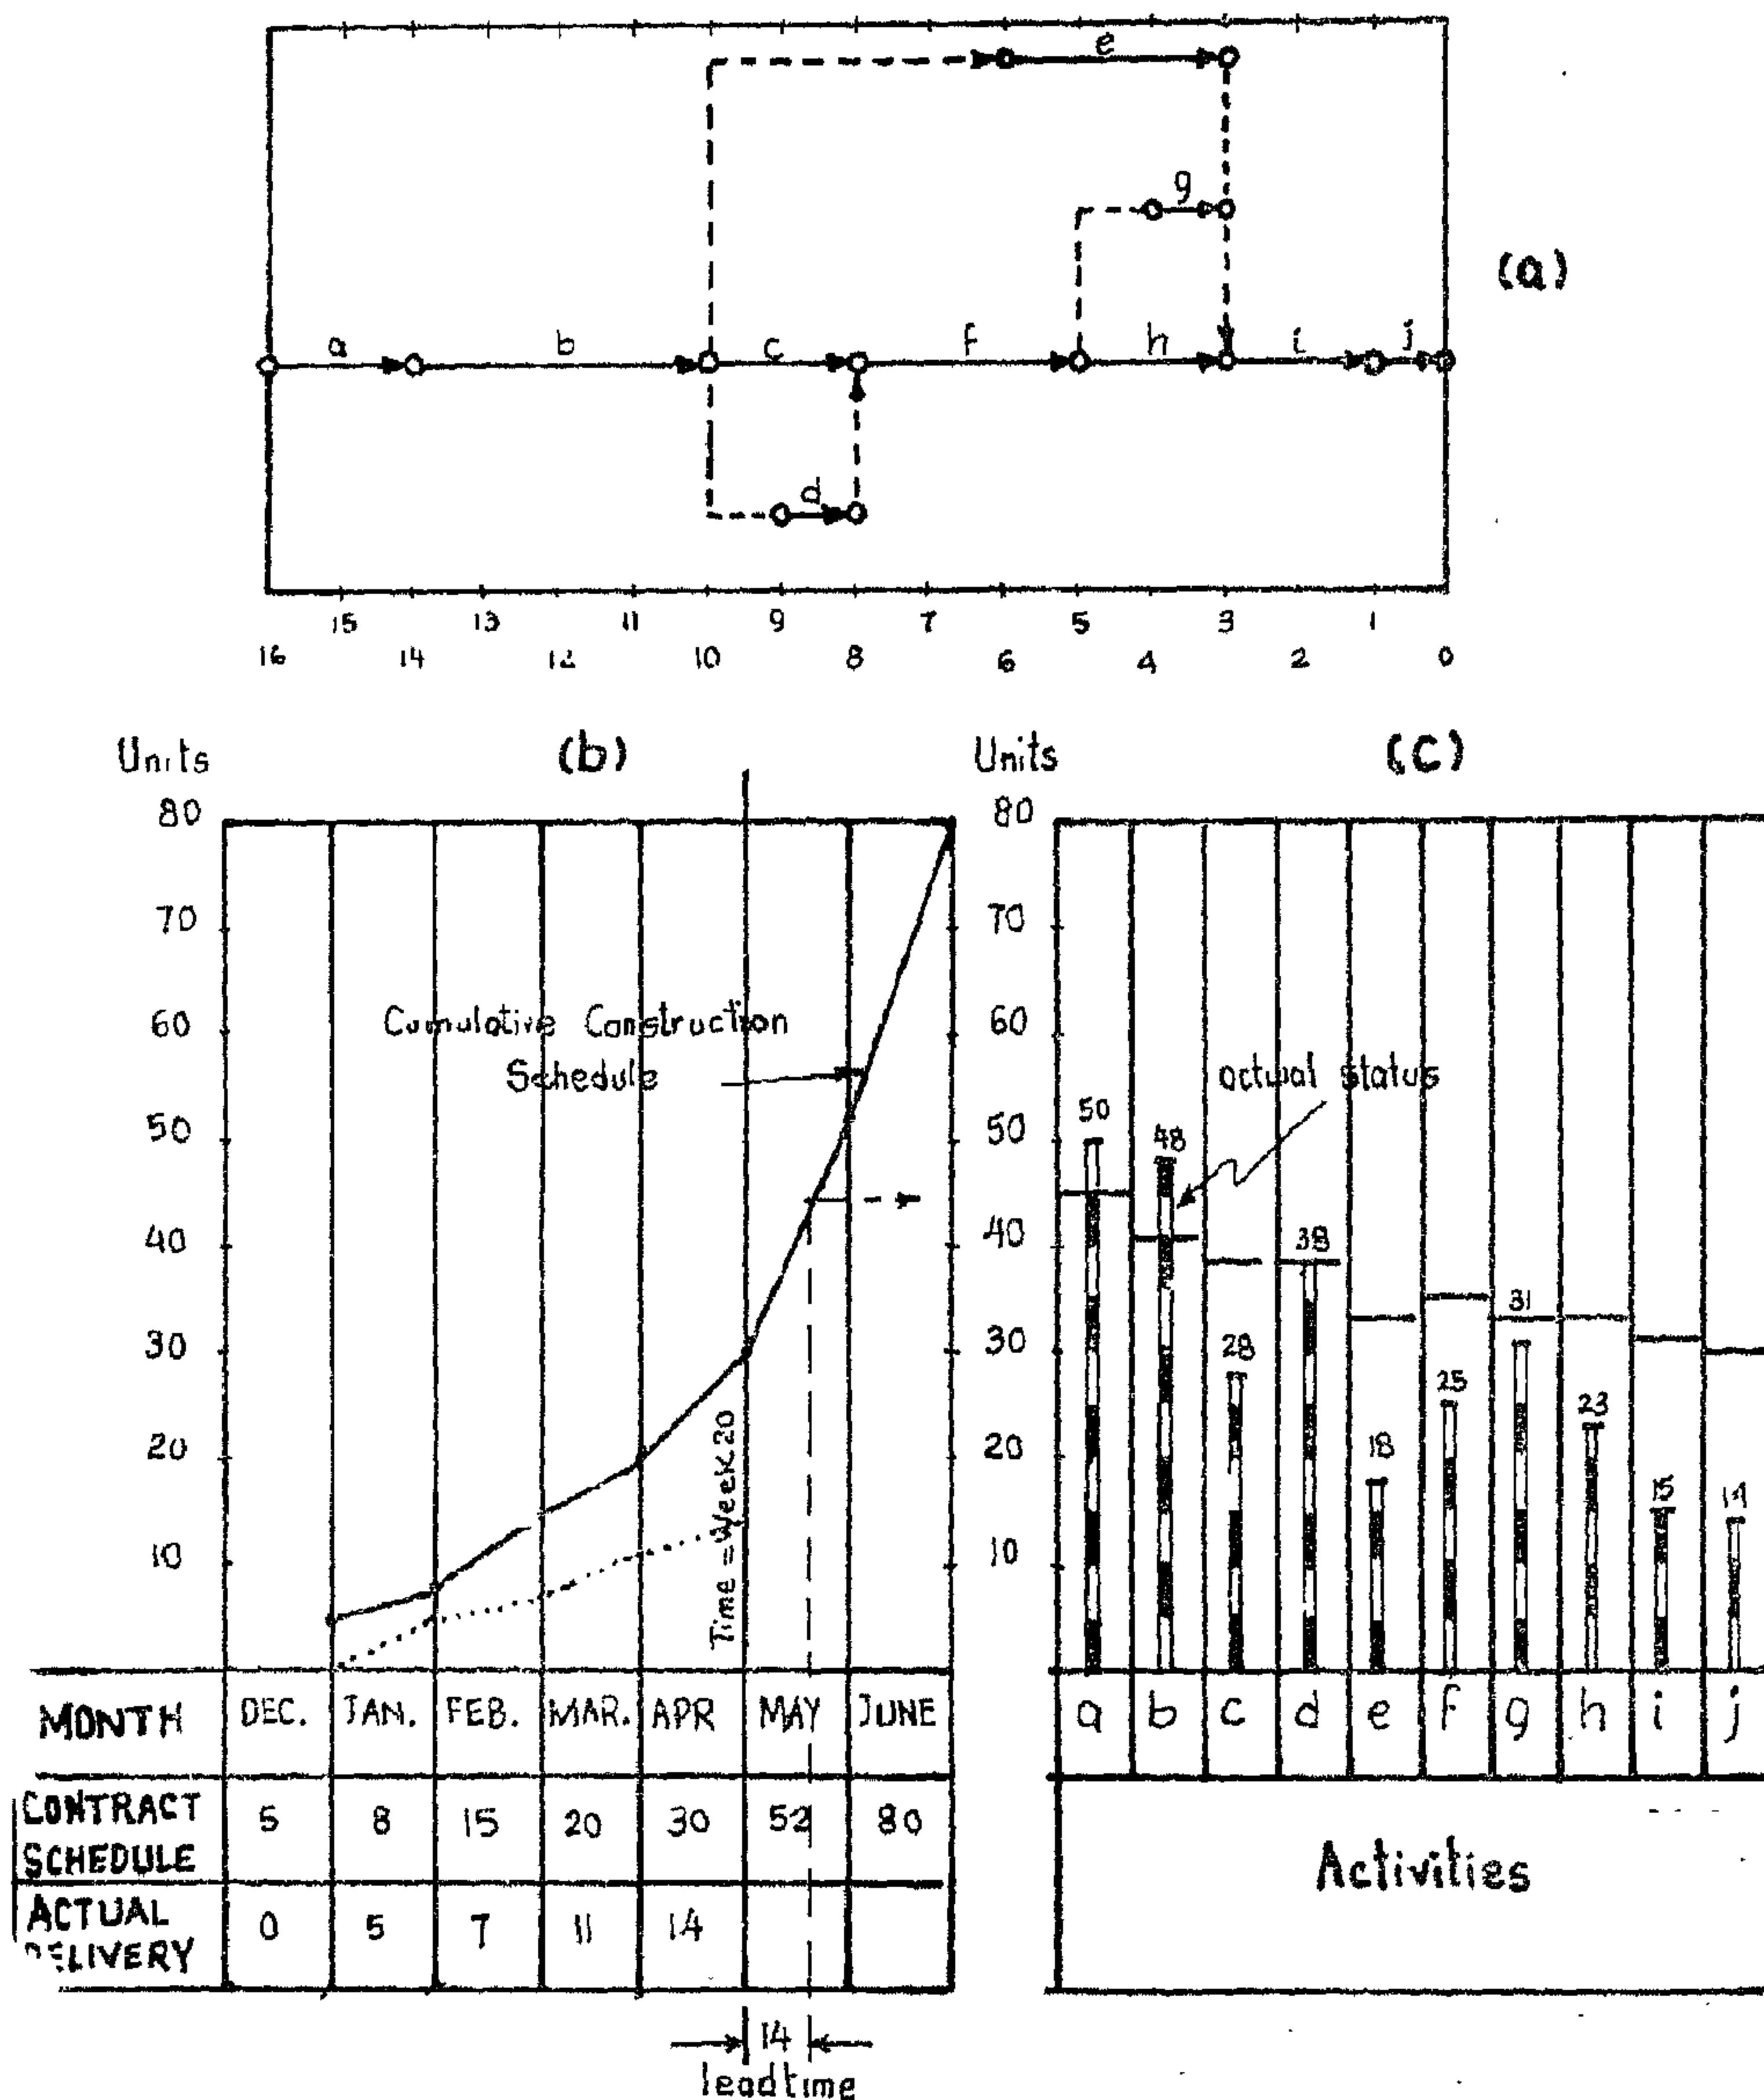 e
g
(a)
a b c f h i j
d
15 13 11 9 7 5 3 1
16 14 12 10 8 6 4 2 0
Units (b)
80
70
60
50
40
30
20
10
Cumulative Construction
Schedule
Time = Week 20
MONTH DEC. JAN. FEB. MAR. APR MAY JUNE
CONTRACT
SCHEDULE 5 8 15 20 30 52 80
ACTUAL
DELIVERY 0 5 7 11 14
14
leadtime
Units (c)
80
70
60
50
40
30
20
10
actual status
50 48 28 38 18 25 31 23 15 14
a b c d e f g h i j
Activities